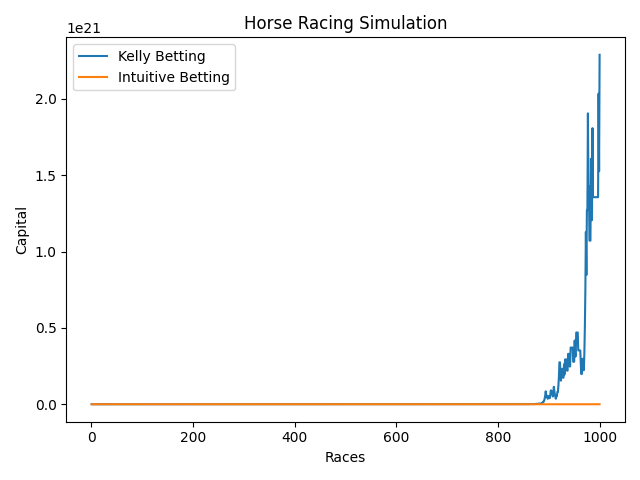 Horse Racing Simulation
1e21
Kelly Betting
Intuitive Betting
2.0
1.5
1.0
0.5
0.0
Capital
0 200 400 600 800 1000
Races